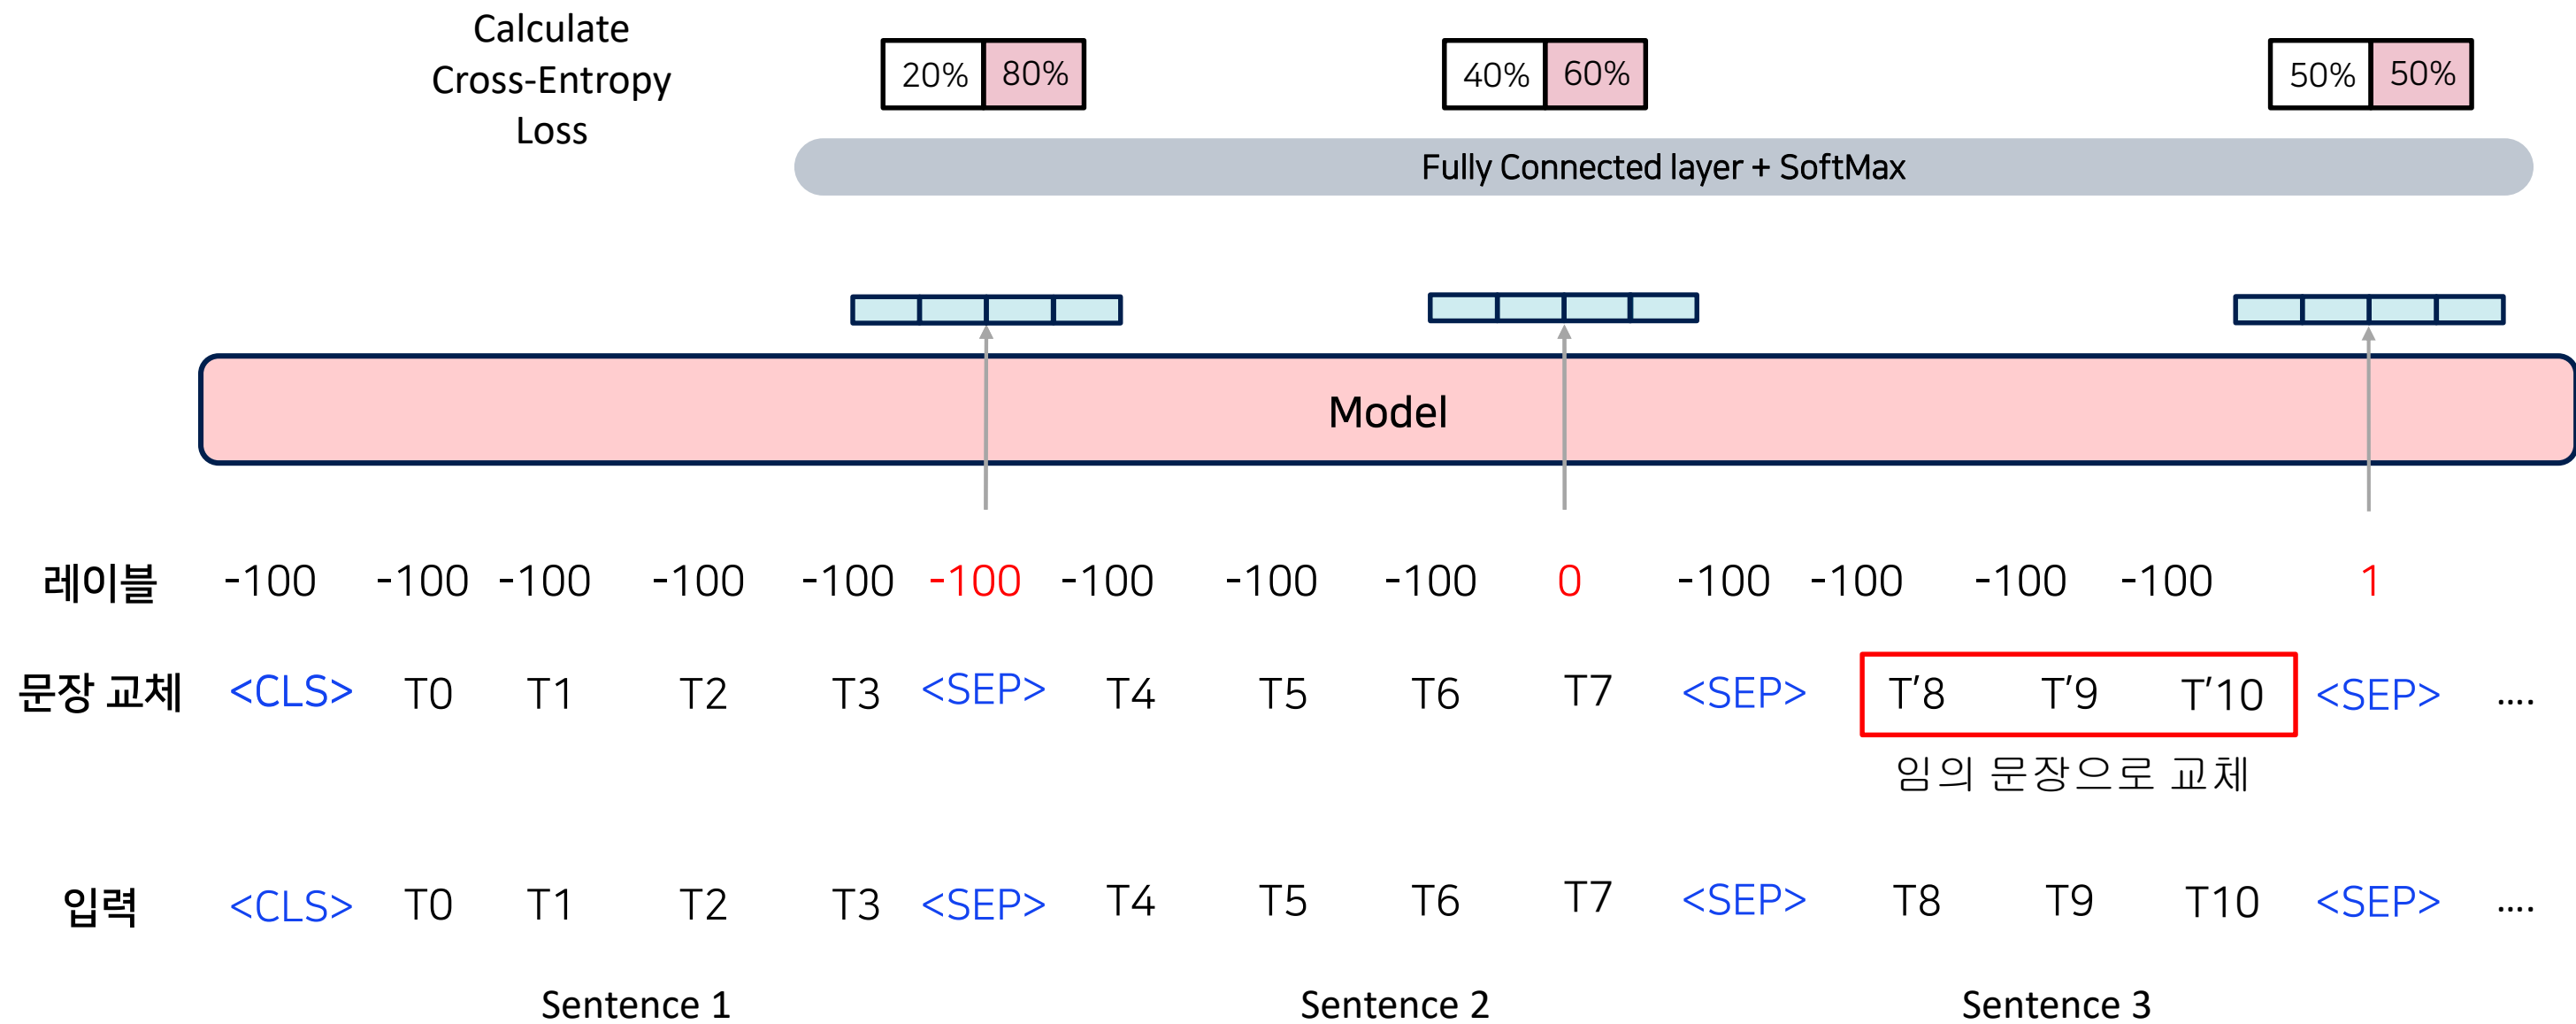 Calculate
Cross-Entropy
Loss
20% 80% 40% 60% 50% 50%
Fully Connected layer + SoftMax
Model
레이블 -100 -100 -100 -100 -100 -100 -100 -100 -100 0 -100 -100 -100 -100 1
문장 교체 <CLS> T0 T1 T2 T3 <SEP> T4 T5 T6 T7 <SEP> T'8 T'9 T'10 <SEP> ....
임의 문장으로 교체
입력 <CLS> T0 T1 T2 T3 <SEP> T4 T5 T6 T7 <SEP> T8 T9 T10 <SEP> ....
Sentence 1 Sentence 2 Sentence 3